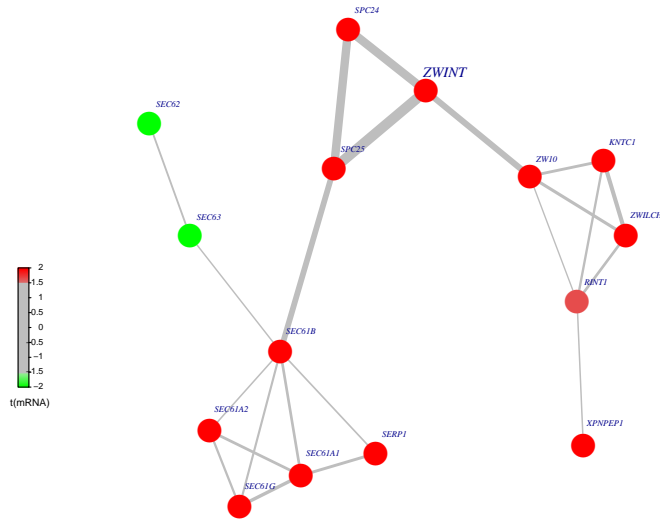 SPC24
ZWINT
SEC62
SPC25
KNTC1
ZW10
ZWILCH
SEC63
RINT1
2
1.5
1
0.5
0
-0.5
-1
-1.5
-2
t(mRNA)
SEC61B
SEC61A2
XPNPEP1
SERP1
SEC61A1
SEC61G